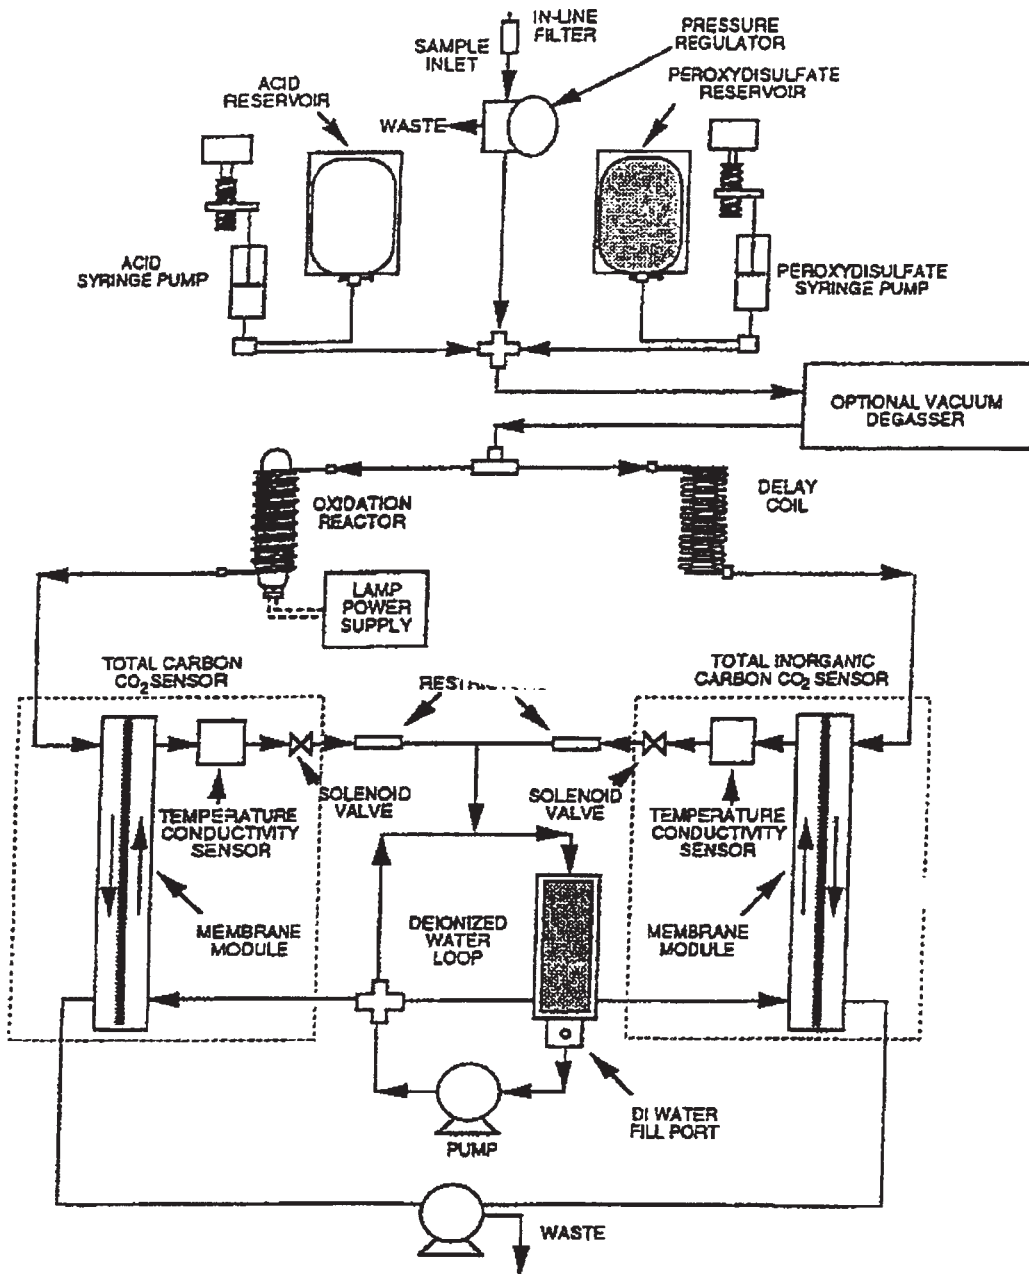 IN-LINE
FILTER
SAMPLE
INLET
PRESSURE
REGULATOR
ACID
RESERVOIR
PEROXYDISULFATE
RESERVOIR
WASTE
ACID
SYRINGE PUMP
PEROXYDISULFATE
SYRINGE PUMP
OPTIONAL VACUUM
DEGASSER
OXIDATION
REACTOR
DELAY
COIL
LAMP
POWER
SUPPLY
TOTAL CARBON
CO₂ SENSOR
TOTAL INORGANIC
CARBON CO₂ SENSOR
SOLENOID
VALVE
SOLENOID
VALVE
TEMPERATURE
CONDUCTIVITY
SENSOR
TEMPERATURE
CONDUCTIVITY
SENSOR
MEMBRANE
MODULE
DEIONIZED
WATER
LOOP
MEMBRANE
MODULE
DI WATER
FILL PORT
PUMP
WASTE